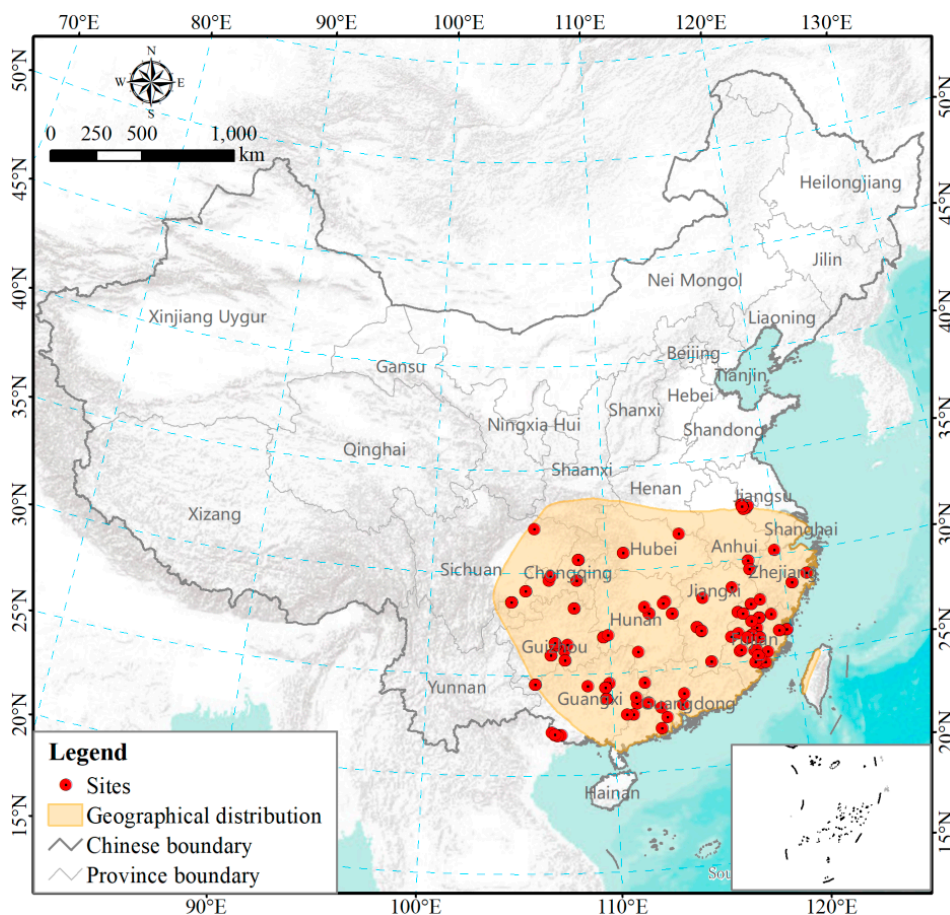 70°E 80°E 90°E 100°E 110°E 120°E 130°E
50°N
50°N
N
W E
S
0 250 500 1,000
km
Heilongjiang
45°N
45°N
Jilin
Nei Mongol
40°N
40°N
Xinjiang Uygur
Liaoning
Beijing
Gansu
Tianjin
Hebei
35°N
35°N
Shanxi
Ningxia Hui
Shandong
Qinghai
Shaanxi
Henan
30°N
30°N
Jiangsu
Xizang
Shanghai
Hubei
Anhui
Sichuan
Chongqing
Zhejiang
Jiangxi
25°N
25°N
Hunan
Guizhou
Yunnan
Guangxi
20°N
20°N
Legend
Sites
Geographical distribution
Chinese boundary
Province boundary
Hainan
15°N
15°N
90°E 100°E 110°E 120°E